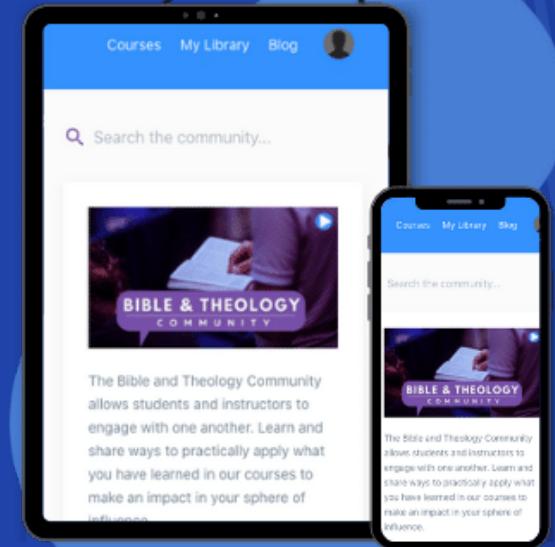 Courses My Library Blog
Search the community...
BIBLE & THEOLOGY
COMMUNITY
The Bible and Theology Community
allows students and instructors to
engage with one another. Learn and
share ways to practically apply what
you have learned in our courses to
make an impact in your sphere of
influence.
Courses My Library Blog
Search the community...
BIBLE & THEOLOGY
COMMUNITY
The Bible and Theology Community
allows students and instructors to
engage with one another. Learn and
share ways to practically apply what
you have learned in our courses to
make an impact in your sphere of
influence.